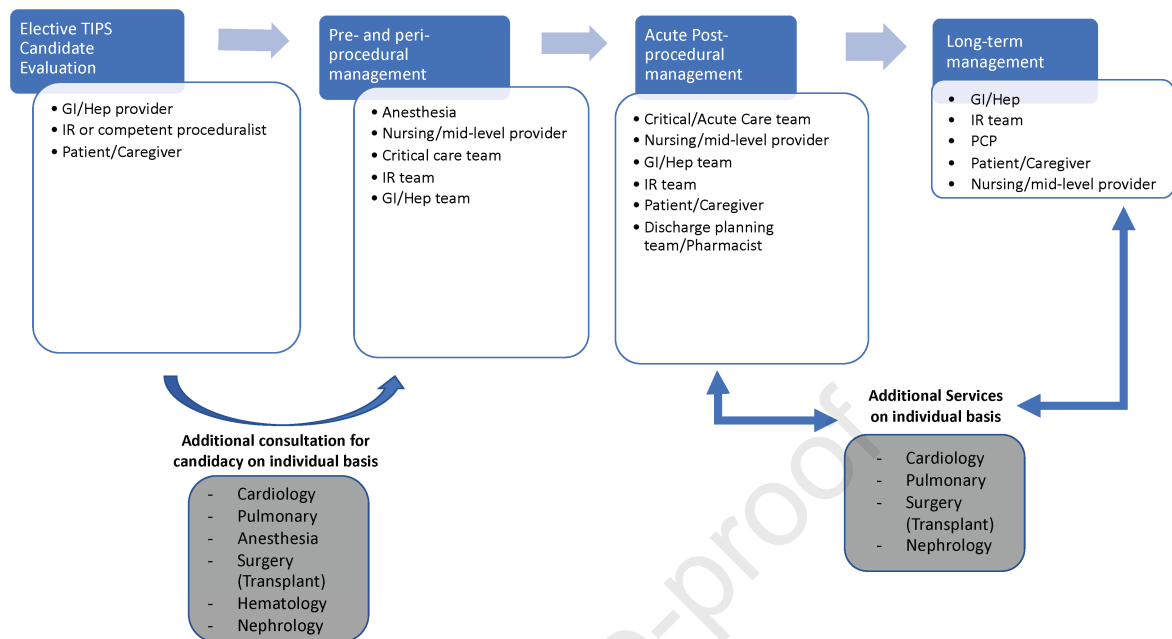 Elective TIPS
Candidate
Evaluation
• GI/Hep provider
• IR or competent proceduralist
• Patient/Caregiver
Pre- and peri-
procedural
management
• Anesthesia
• Nursing/mid-level provider
• Critical care team
• IR team
• GI/Hep team
Acute Post-
procedural
management
• Critical/Acute Care team
• Nursing/mid-level provider
• GI/Hep team
• IR team
• Patient/Caregiver
• Discharge planning
team/Pharmacist
Long-term
management
• GI/Hep
• IR team
• PCP
• Patient/Caregiver
• Nursing/mid-level provider
Additional consultation for
candidacy on individual basis
- Cardiology
- Pulmonary
- Anesthesia
- Surgery
(Transplant)
- Hematology
- Nephrology
Additional Services
on individual basis
- Cardiology
- Pulmonary
- Surgery
(Transplant)
- Nephrology
-proof